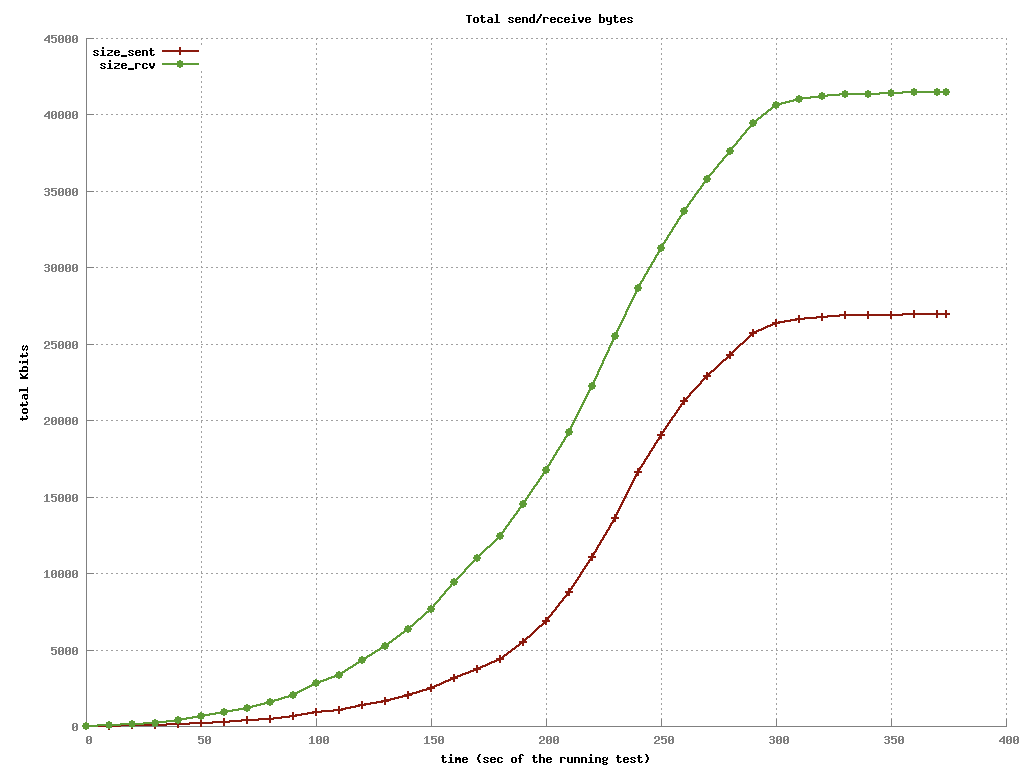 Total send/receive bytes
45000
size_sent
size_rcv
40000
35000
30000
25000
total Kbits
20000
15000
10000
5000
0
0 50 100 150 200 250 300 350 400
time (sec of the running test)